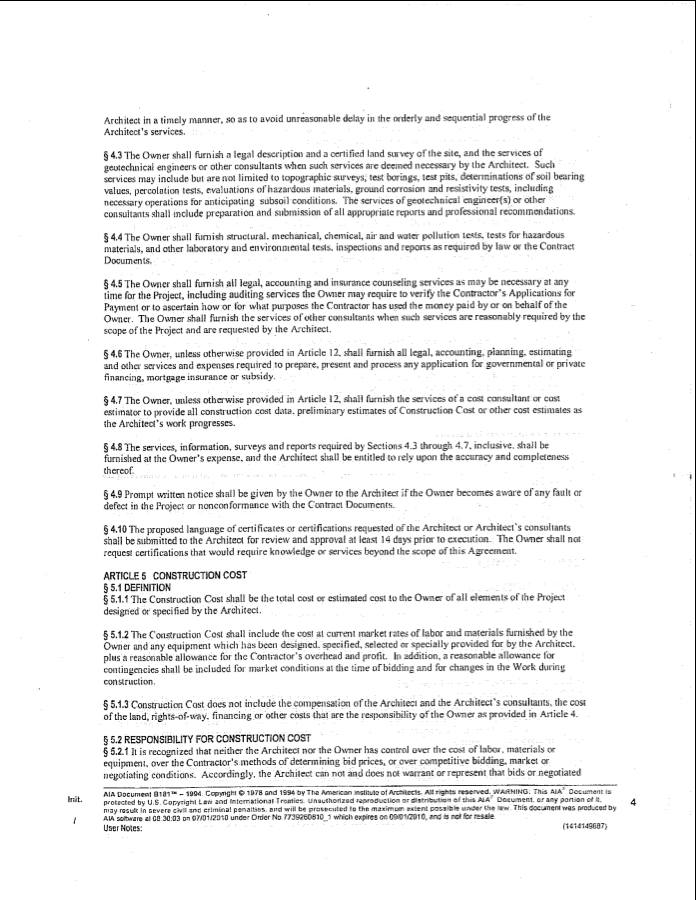 Architect in a timely manner, so as to avoid unreasonable delay in the orderly and sequential progress of the
Architect's services.
§ 4.3 The Owner shall furnish a legal description and a certified land survey of the site, and the services of
geotechnical engineers or other consultants when such services are deemed necessary by the Architect. Such
services may include but are not limited to topographic surveys, test borings, test pits, determinations of soil bearing
values, percolation tests, evaluations of hazardous materials, ground corrosion and resistivity tests, including
necessary operations for anticipating subsoil conditions. The services of geotechnical engineer(s) or other
consultants shall include preparation and submission of all appropriate reports and professional recommendations.
§ 4.4 The Owner shall furnish structural, mechanical, chemical, air and water pollution tests, tests for hazardous
materials, and other laboratory and environmental tests, inspections and reports as required by law or the Contract
Documents.
§ 4.5 The Owner shall furnish all legal, accounting and insurance counseling services as may be necessary at any
time for the Project, including auditing services the Owner may require to verify the Contractor's Applications for
Payment or to ascertain how or for what purposes the Contractor has used the money paid by or on behalf of the
Owner. The Owner shall furnish the services of other consultants when such services are reasonably required by the
scope of the Project and are requested by the Architect.
§ 4.6 The Owner, unless otherwise provided in Article 12, shall furnish all legal, accounting, planning, estimating
and other services and expenses required to prepare, present and process any application for governmental or private
financing, mortgage insurance or subsidy.
§ 4.7 The Owner, unless otherwise provided in Article 12, shall furnish the services of a cost consultant or cost
estimator to provide all construction cost data, preliminary estimates of Construction Cost or other cost estimates as
the Architect's work progresses.
§ 4.8 The services, information, surveys and reports required by Sections 4.3 through 4.7, inclusive, shall be
furnished at the Owner's expense, and the Architect shall be entitled to rely upon the accuracy and completeness
thereof.
§ 4.9 Prompt written notice shall be given by the Owner to the Architect if the Owner becomes aware of any fault or
defect in the Project or nonconformance with the Contract Documents.
§ 4.10 The proposed language of certificates or certifications requested of the Architect or Architect's consultants
shall be submitted to the Architect for review and approval at least 14 days prior to execution. The Owner shall not
request certifications that would require knowledge or services beyond the scope of this Agreement.
ARTICLE 5 CONSTRUCTION COST
§ 5.1 DEFINITION
§ 5.1.1 The Construction Cost shall be the total cost or estimated cost to the Owner of all elements of the Project
designed or specified by the Architect.
§ 5.1.2 The Construction Cost shall include the cost at current market rates of labor and materials furnished by the
Owner and any equipment which has been designed, specified, selected or specially provided for by the Architect,
plus a reasonable allowance for the Contractor's overhead and profit. In addition, a reasonable allowance for
contingencies shall be included for market conditions at the time of bidding and for changes in the Work during
construction.
§ 5.1.3 Construction Cost does not include the compensation of the Architect and the Architect's consultants, the cost
of the land, rights-of-way, financing or other costs that are the responsibility of the Owner as provided in Article 4.
§ 5.2 RESPONSIBILITY FOR CONSTRUCTION COST
§ 5.2.1 It is recognized that neither the Architect nor the Owner has control over the cost of labor, materials or
equipment, over the Contractor's methods of determining bid prices, or over competitive bidding, market or
negotiating conditions. Accordingly, the Architect can not and does not warrant or represent that bids or negotiated
Init.
/
AIA Document B181™ – 1994. Copyright © 1978 and 1994 by The American Institute of Architects. All rights reserved. WARNING: This AIA® Document is
protected by U.S. Copyright Law and International Treaties. Unauthorized reproduction or distribution of this AIA® Document, or any portion of it,
may result in severe civil and criminal penalties, and will be prosecuted to the maximum extent possible under the law. This document was produced by
AIA software at 08:30:03 on 07/01/2010 under Order No.7739260810_1 which expires on 09/01/2010, and is not for resale.
User Notes:
(1414149687)
4